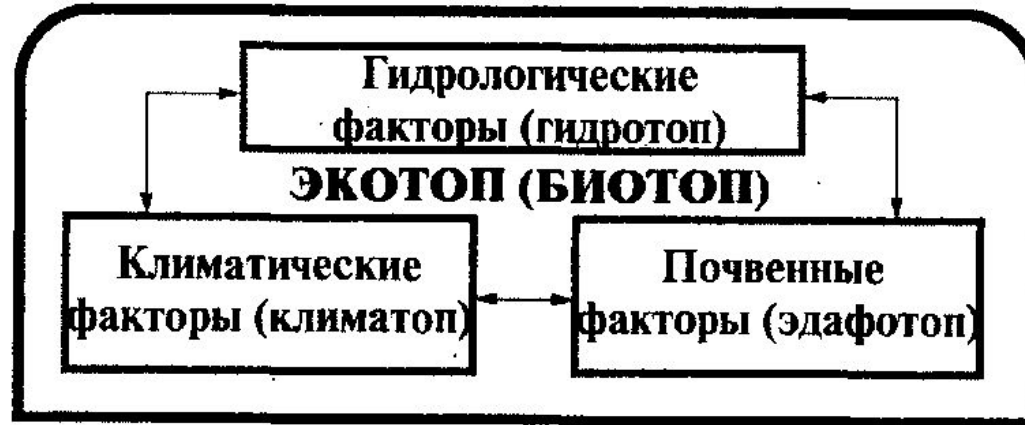 Гидрологические
факторы (гидротоп)
ЭКОТОП (БИОТОП)
Климатические
факторы (климатоп)
Почвенные
факторы (эдафотоп)